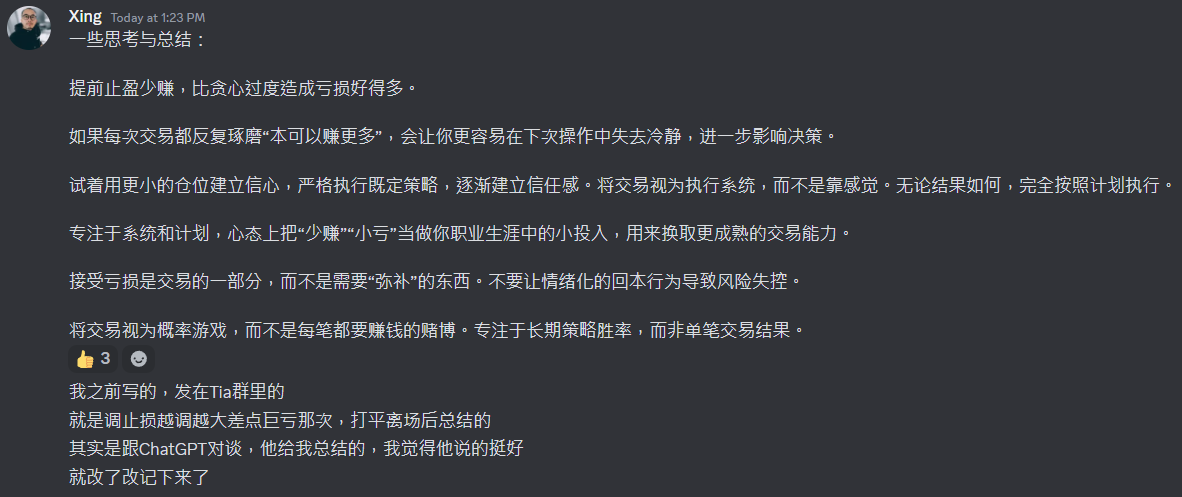 Xing Today at 1:23 PM
一些思考与总结：
提前止盈少赚，比贪心过度造成亏损好得多。
如果每次交易都反复琢磨“本可以赚更多”，会让你更容易在下次操作中失去冷静，进一步影响决策。
试着用更小的仓位建立信心，严格执行既定策略，逐渐建立信任感。将交易视为执行系统，而不是靠感觉。无论结果如何，完全按照计划执行。
专注于系统和计划，心态上把“少赚”“小亏”当做你职业生涯中的小投入，用来换取更成熟的交易能力。
接受亏损是交易的一部分，而不是需要“弥补”的东西。不要让情绪化的回本行为导致风险失控。
将交易视为概率游戏，而不是每笔都要赚钱的赌博。专注于长期策略胜率，而非单笔交易结果。
3
我之前写的，发在Tia群里的
就是调止损越调越大差点巨亏那次，打平离场后总结的
其实是跟ChatGPT对谈，他给我总结的，我觉得他说的挺好
就改了改记下来了